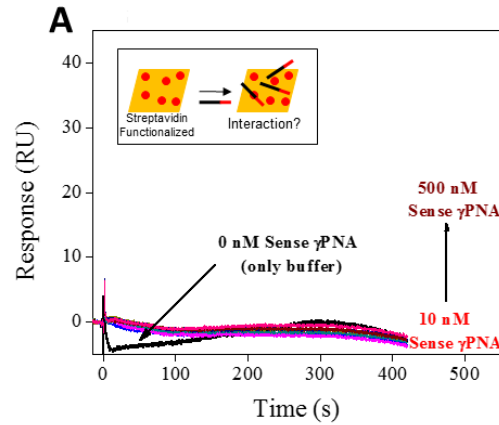 A
Streptavidin
Functionalized
Interaction?
0 nM Sense γPNA
(only buffer)
500 nM
Sense γPNA
10 nM
Sense γPNA
Response (RU)
40
30
20
10
0
0
100
200
300
400
500
Time (s)